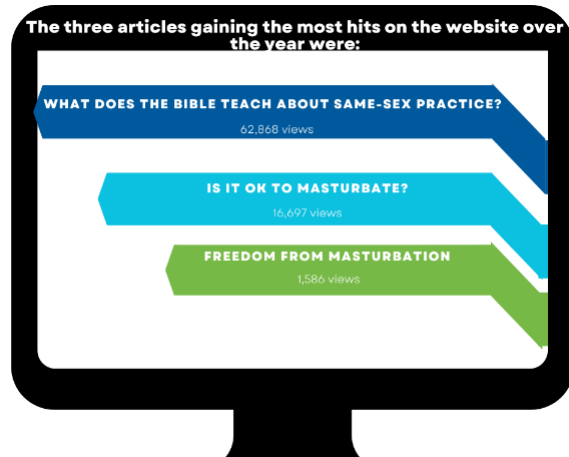 The three articles gaining the most hits on the website over
the year were:
WHAT DOES THE BIBLE TEACH ABOUT SAME-SEX PRACTICE?
62,868 views
IS IT OK TO MASTURBATE?
16,697 views
FREEDOM FROM MASTURBATION
1,586 views